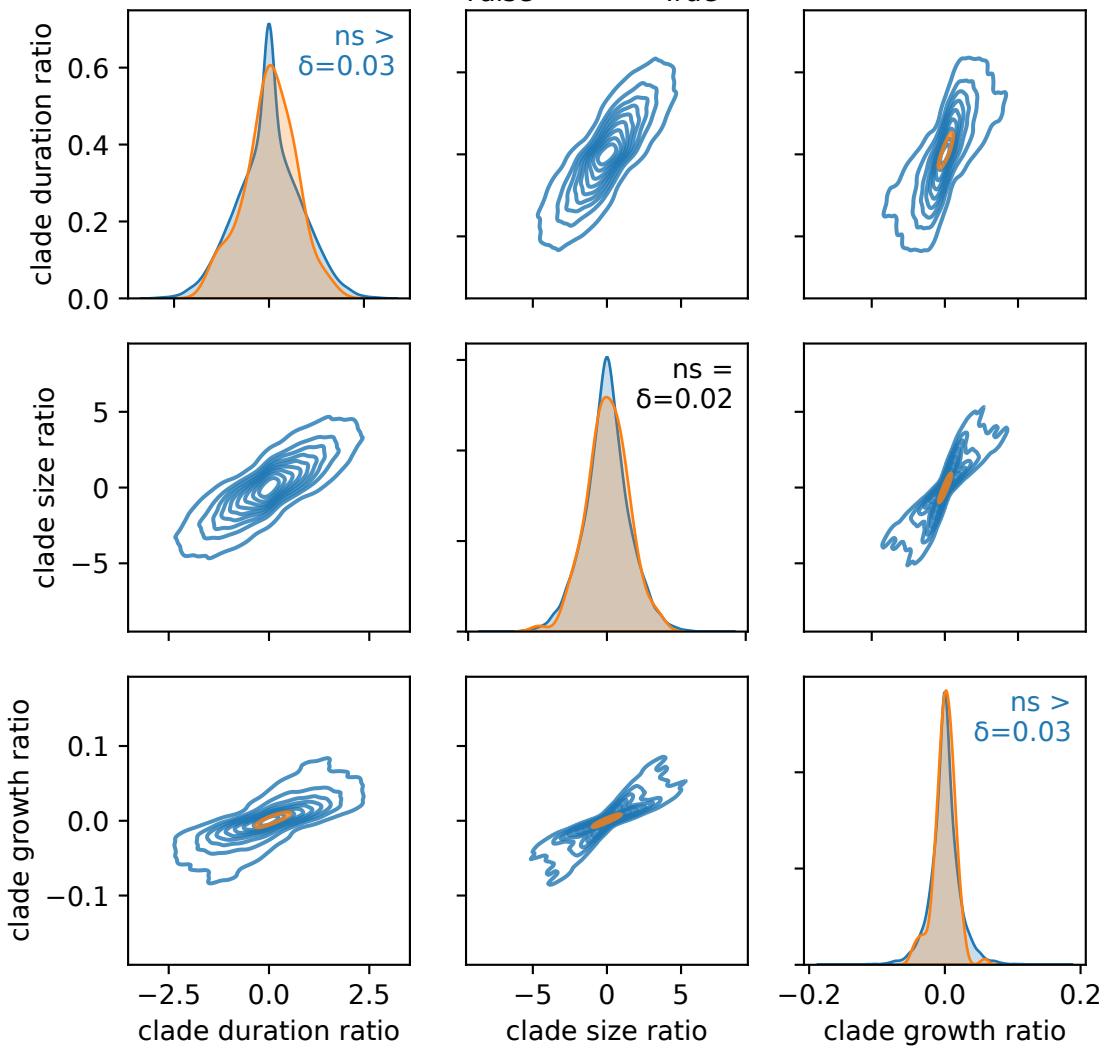 clade duration ratio
0.6
0.4
0.2
0.0
ns >
δ=0.03
clade size ratio
5
0
−5
ns =
δ=0.02
clade growth ratio
0.1
0.0
−0.1
ns >
δ=0.03
−2.5 0.0 2.5
−5 0 5
−0.2 0.0 0.2
clade duration ratio
clade size ratio
clade growth ratio